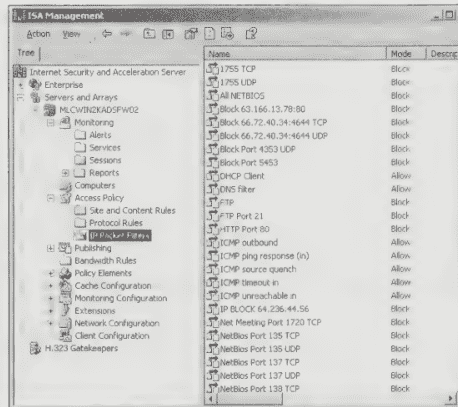 ISA Management
Action View
Tree
Internet Security and Acceleration Server
Enterprise
Servers and Arrays
MLCWIN2KADSFW02
Monitoring
Alerts
Services
Sessions
Reports
Computers
Access Policy
Site and Content Rules
Protocol Rules
IP Packet Filters
Publishing
Bandwidth Rules
Policy Elements
Cache Configuration
Monitoring Configuration
Extensions
Network Configuration
Client Configuration
H.323 Gatekeepers
Name Mode Descrip
1755 TCP Block
1755 UDP Block
All NETBIOS Block
Block 63.166.13.78:80 Block
Block 66.72.40.34:4644 TCP Block
Block 66.72.40.34:4644 UDP Block
Block Port 4353 UDP Block
Block Port 5453 Block
DHCP Client Allow
DNS filter Allow
FTP Block
FTP Port 21 Block
HTTP Port 80 Block
ICMP outbound Allow
ICMP ping response (in) Allow
ICMP source quench Allow
ICMP timeout in Allow
ICMP unreachable in Allow
IP BLOCK 64.236.44.56 Block
Net Meeting Port 1720 TCP Block
NetBios Port 135 TCP Block
NetBios Port 135 UDP Block
NetBios Port 137 TCP Block
NetBios Port 137 UDP Block
NetBios Port 138 TCP Block